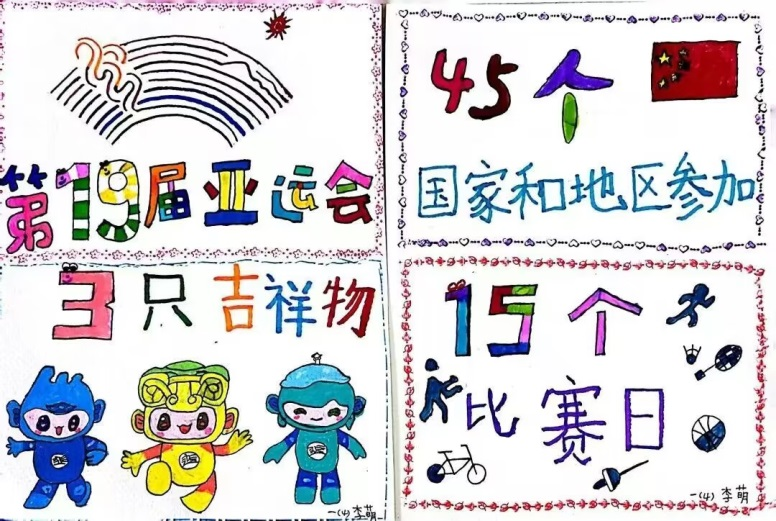 第19届亚运会
45个
国家和地区参加
3只吉祥物
一(4)李萌
15个
比赛日
一(4)李萌